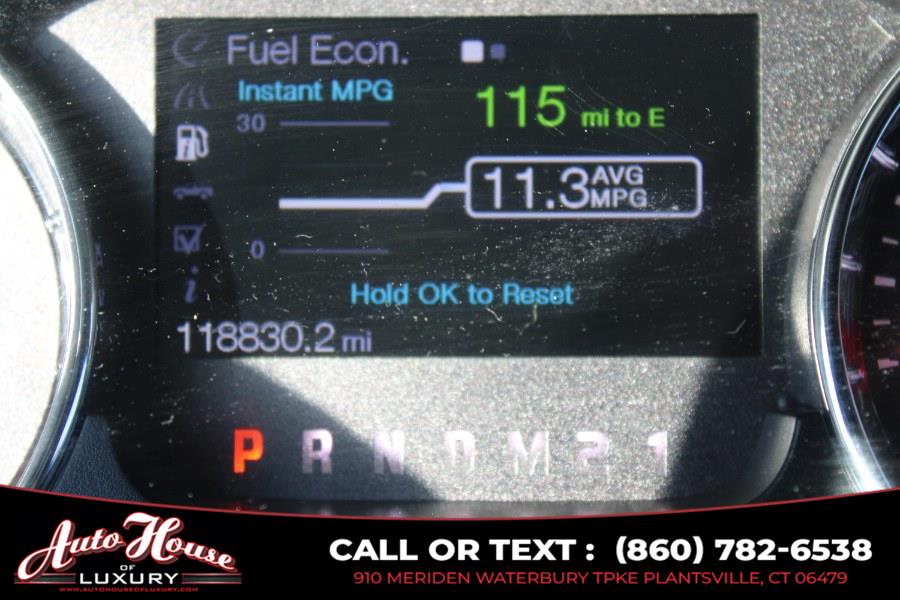 Fuel Econ.
Instant MPG
30
115 mi to E
11.3 AVG MPG
0
Hold OK to Reset
118830.2 mi
P R N D M 2 1
Auto House
OF
LUXURY
WWW.AUTOHOUSEOFLUXURY.COM
CALL OR TEXT : (860) 782-6538
910 MERIDEN WATERBURY TPKE PLANTSVILLE, CT 06479